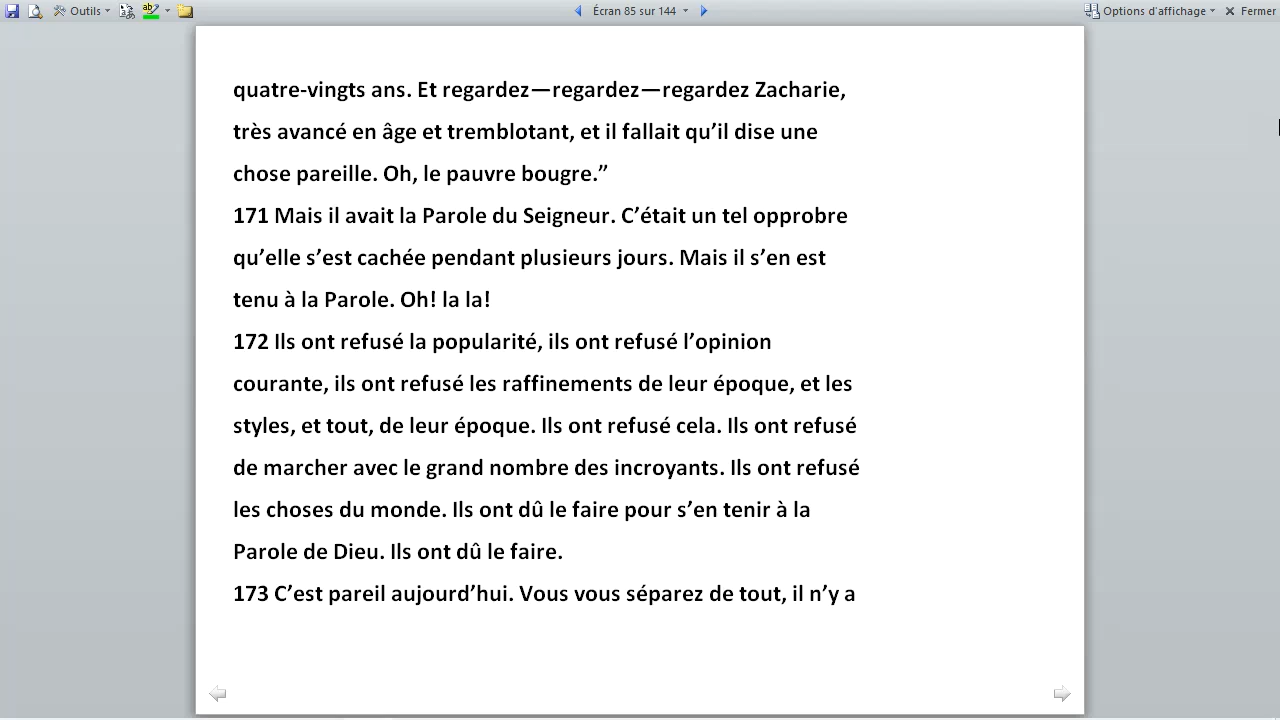 Outils
Écran 85 sur 144
Options d'affichage
Fermer
quatre-vingts ans. Et regardez—regardez—regardez Zacharie,
très avancé en âge et tremblotant, et il fallait qu’il dise une
chose pareille. Oh, le pauvre bougre.”
171 Mais il avait la Parole du Seigneur. C’était un tel opprobre
qu’elle s’est cachée pendant plusieurs jours. Mais il s’en est
tenu à la Parole. Oh! la la!
172 Ils ont refusé la popularité, ils ont refusé l’opinion
courante, ils ont refusé les raffinements de leur époque, et les
styles, et tout, de leur époque. Ils ont refusé cela. Ils ont refusé
de marcher avec le grand nombre des incroyants. Ils ont refusé
les choses du monde. Ils ont dû le faire pour s’en tenir à la
Parole de Dieu. Ils ont dû le faire.
173 C’est pareil aujourd’hui. Vous vous séparez de tout, il n’y a